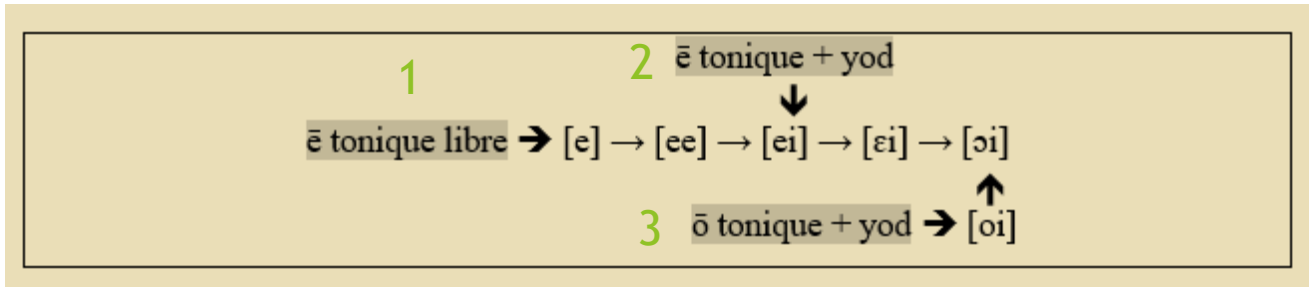 2 ē tonique + yod
🡻
1
ē tonique libre 🡺 [e] → [ee] → [ei] → [ɛi] → [ɔi]
🡹
3 ō tonique + yod 🡺 [oi]